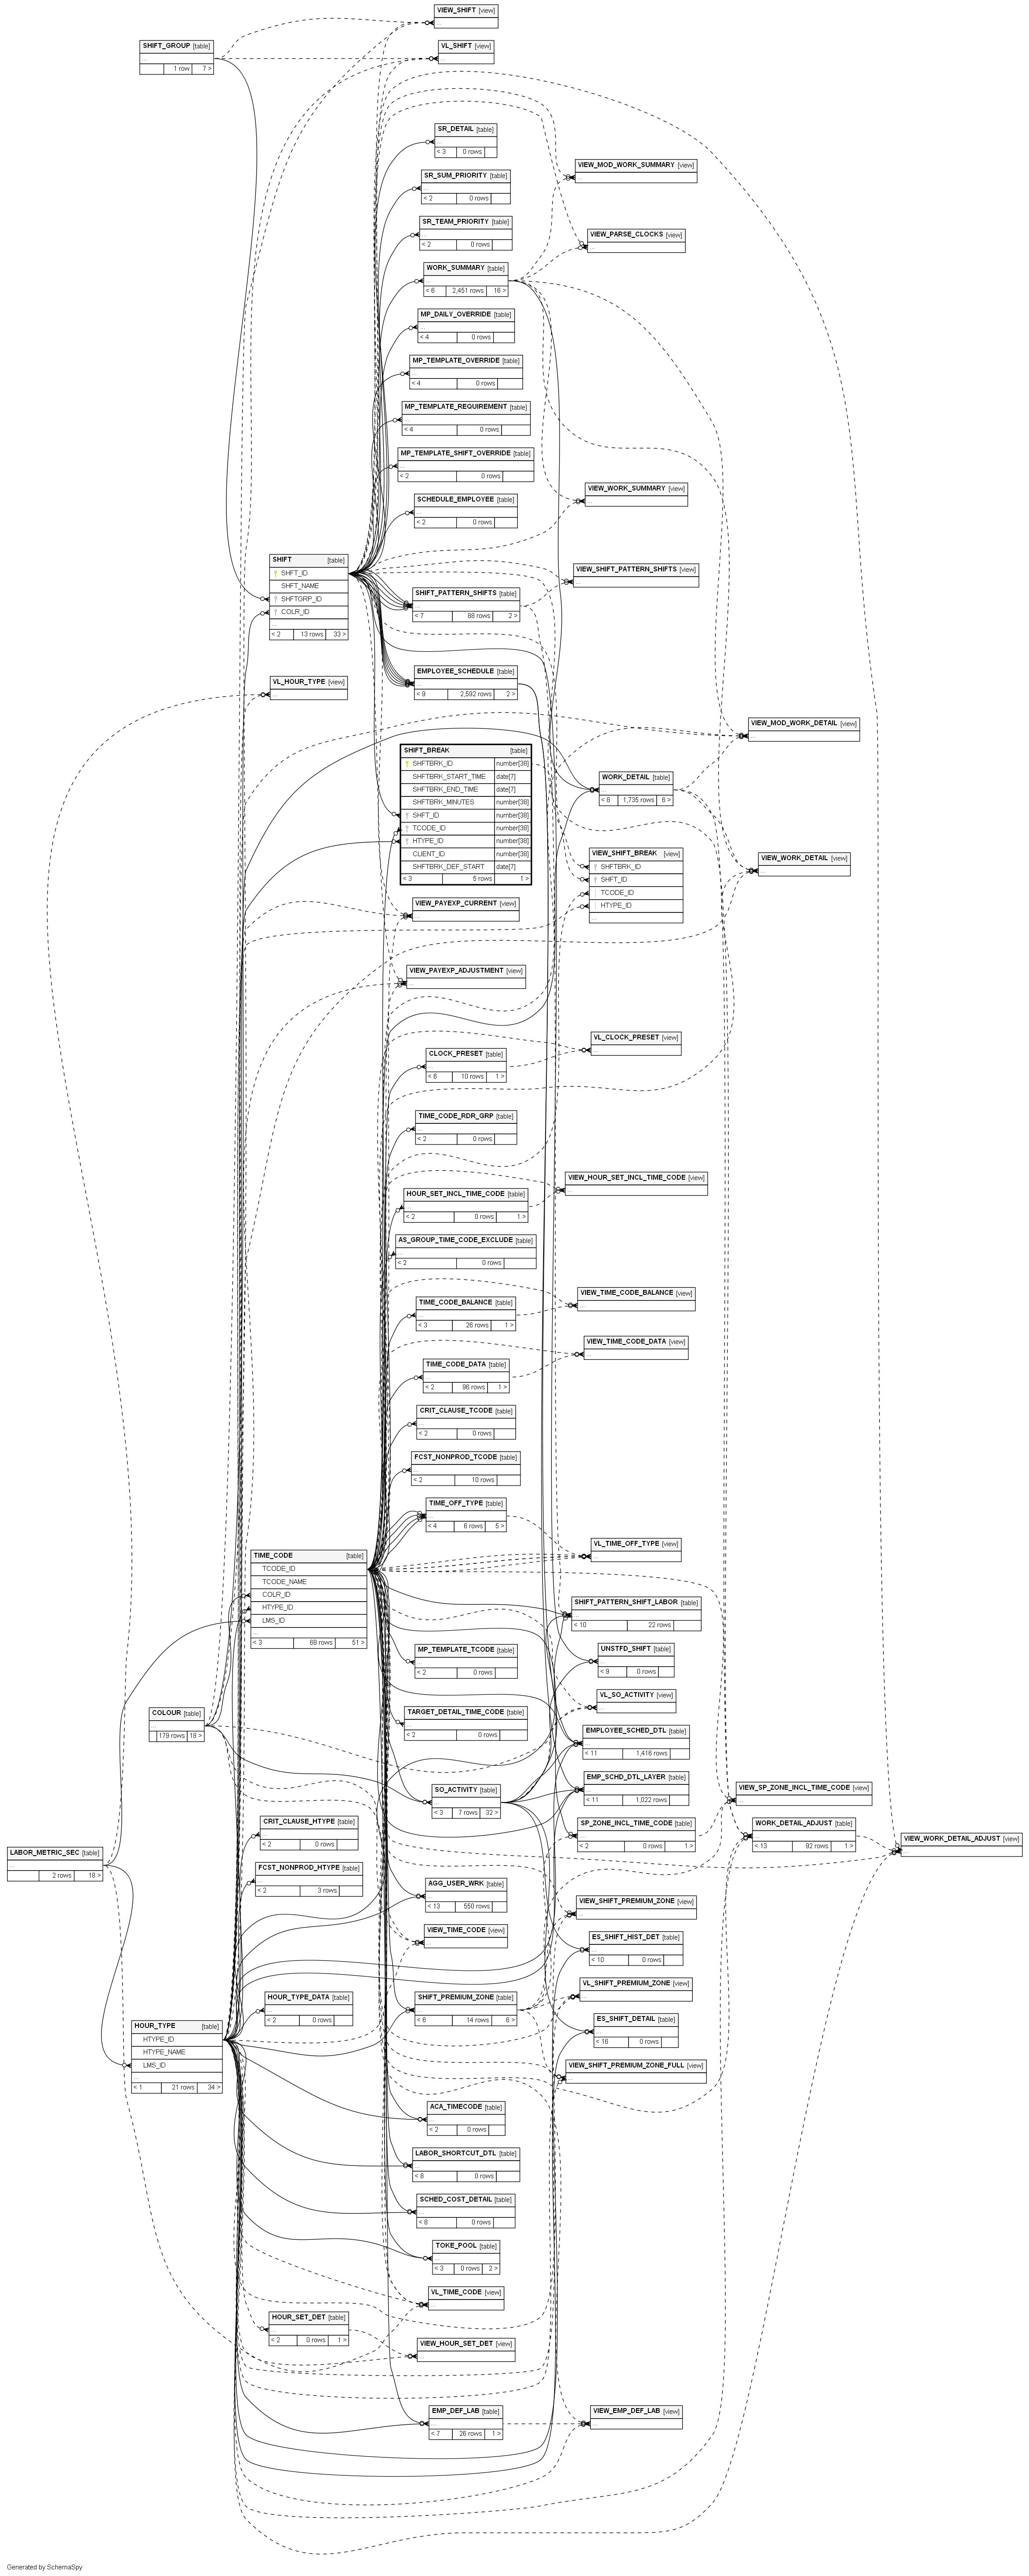 VIEW_SHIFT [view]
...
SHIFT_GROUP [table]
...
1 row 7 >
VL_SHIFT [view]
...
SR_DETAIL [table]
...
< 3 0 rows
VIEW_MOD_WORK_SUMMARY [view]
...
SR_SUM_PRIORITY [table]
...
< 2 0 rows
SR_TEAM_PRIORITY [table]
...
< 2 0 rows
VIEW_PARSE_CLOCKS [view]
...
WORK_SUMMARY [table]
...
< 6 2,451 rows 16 >
MP_DAILY_OVERRIDE [table]
...
< 4 0 rows
MP_TEMPLATE_OVERRIDE [table]
...
< 4 0 rows
MP_TEMPLATE_REQUIREMENT [table]
...
< 4 0 rows
MP_TEMPLATE_SHIFT_OVERRIDE [table]
...
< 2 0 rows
VIEW_WORK_SUMMARY [view]
...
SCHEDULE_EMPLOYEE [table]
...
< 2 0 rows
SHIFT [table]
SHFT_ID
SHFT_NAME
SHFTGRP_ID
COLR_ID
...
< 2 13 rows 33 >
VIEW_SHIFT_PATTERN_SHIFTS [view]
...
SHIFT_PATTERN_SHIFTS [table]
...
< 7 88 rows 2 >
EMPLOYEE_SCHEDULE [table]
...
< 9 2,592 rows 2 >
VL_HOUR_TYPE [view]
...
VIEW_MOD_WORK_DETAIL [view]
...
SHIFT_BREAK [table]
SHFTBRK_ID number[38]
SHFTBRK_START_TIME date[7]
SHFTBRK_END_TIME date[7]
SHFTBRK_MINUTES number[38]
SHFT_ID number[38]
TCODE_ID number[38]
HTYPE_ID number[38]
CLIENT_ID number[38]
SHFTBRK_DEF_START date[7]
< 3 5 rows 1 >
WORK_DETAIL [table]
...
< 8 1,735 rows 6 >
VIEW_SHIFT_BREAK [view]
SHFTBRK_ID
SHFT_ID
TCODE_ID
HTYPE_ID
...
VIEW_WORK_DETAIL [view]
...
VIEW_PAYEXP_CURRENT [view]
...
VIEW_PAYEXP_ADJUSTMENT [view]
...
VL_CLOCK_PRESET [view]
...
CLOCK_PRESET [table]
...
< 6 10 rows 1 >
TIME_CODE_RDR_GRP [table]
...
< 2 0 rows
VIEW_HOUR_SET_INCL_TIME_CODE [view]
...
HOUR_SET_INCL_TIME_CODE [table]
...
< 2 0 rows 1 >
AS_GROUP_TIME_CODE_EXCLUDE [table]
...
< 2 0 rows
VIEW_TIME_CODE_BALANCE [view]
...
TIME_CODE_BALANCE [table]
...
< 3 26 rows 1 >
VIEW_TIME_CODE_DATA [view]
...
TIME_CODE_DATA [table]
...
< 2 96 rows 1 >
CRIT_CLAUSE_TCODE [table]
...
< 2 0 rows
FCST_NONPROD_TCODE [table]
...
< 2 10 rows
TIME_OFF_TYPE [table]
...
< 4 6 rows 5 >
VL_TIME_OFF_TYPE [view]
...
TIME_CODE [table]
TCODE_ID
TCODE_NAME
COLR_ID
HTYPE_ID
LMS_ID
...
< 3 68 rows 51 >
SHIFT_PATTERN_SHIFT_LABOR [table]
...
< 10 22 rows
MP_TEMPLATE_TCODE [table]
...
< 2 0 rows
UNSTFD_SHIFT [table]
...
< 9 0 rows
VL_SO_ACTIVITY [view]
...
COLOUR [table]
...
179 rows 18 >
TARGET_DETAIL_TIME_CODE [table]
...
< 2 0 rows
EMPLOYEE_SCHED_DTL [table]
...
< 11 1,416 rows
EMP_SCHD_DTL_LAYER [table]
...
< 11 1,022 rows
SO_ACTIVITY [table]
...
< 3 7 rows 32 >
VIEW_SP_ZONE_INCL_TIME_CODE [view]
...
CRIT_CLAUSE_HTYPE [table]
...
< 2 0 rows
SP_ZONE_INCL_TIME_CODE [table]
...
< 2 0 rows 1 >
WORK_DETAIL_ADJUST [table]
...
< 13 92 rows 1 >
VIEW_WORK_DETAIL_ADJUST [view]
...
LABOR_METRIC_SEC [table]
...
2 rows 18 >
FCST_NONPROD_HTYPE [table]
...
< 2 3 rows
AGG_USER_WRK [table]
...
< 13 550 rows
VIEW_SHIFT_PREMIUM_ZONE [view]
...
VIEW_TIME_CODE [view]
...
ES_SHIFT_HIST_DET [table]
...
< 10 0 rows
VL_SHIFT_PREMIUM_ZONE [view]
...
HOUR_TYPE_DATA [table]
...
< 2 0 rows
SHIFT_PREMIUM_ZONE [table]
...
< 6 14 rows 6 >
ES_SHIFT_DETAIL [table]
...
< 16 0 rows
HOUR_TYPE [table]
HTYPE_ID
HTYPE_NAME
LMS_ID
...
< 1 21 rows 34 >
VIEW_SHIFT_PREMIUM_ZONE_FULL [view]
...
ACA_TIMECODE [table]
...
< 2 0 rows
LABOR_SHORTCUT_DTL [table]
...
< 8 0 rows
SCHED_COST_DETAIL [table]
...
< 8 0 rows
TOKE_POOL [table]
...
< 3 0 rows 2 >
VL_TIME_CODE [view]
...
HOUR_SET_DET [table]
...
< 2 0 rows 1 >
VIEW_HOUR_SET_DET [view]
...
EMP_DEF_LAB [table]
...
< 7 26 rows 1 >
VIEW_EMP_DEF_LAB [view]
...
Generated by SchemaSpy